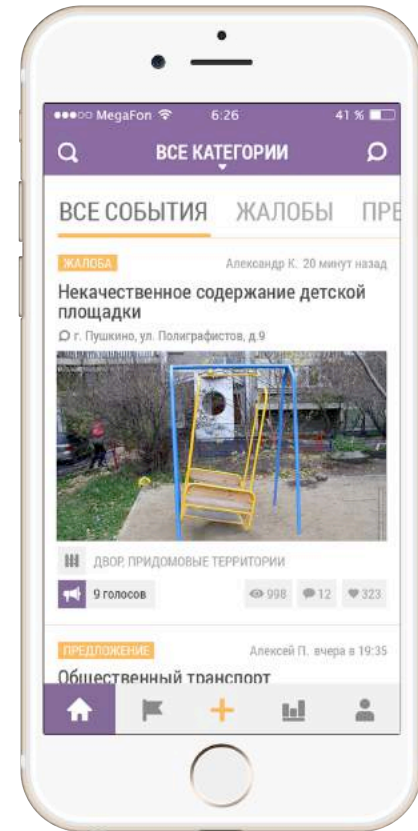 MegaFon 6:26 41 %
ВСЕ КАТЕГОРИИ
ВСЕ СОБЫТИЯ ЖАЛОБЫ ПРЕ
ЖАЛОБА Александр К. 20 минут назад
Некачественное содержание детской
площадки
г. Пушкино, ул. Полиграфистов, д.9
ДВОР, ПРИДОМОВЫЕ ТЕРРИТОРИИ
9 голосов 998 12 323
ПРЕДЛОЖЕНИЕ Алексей П. вчера в 19:35
Общественный транспорт